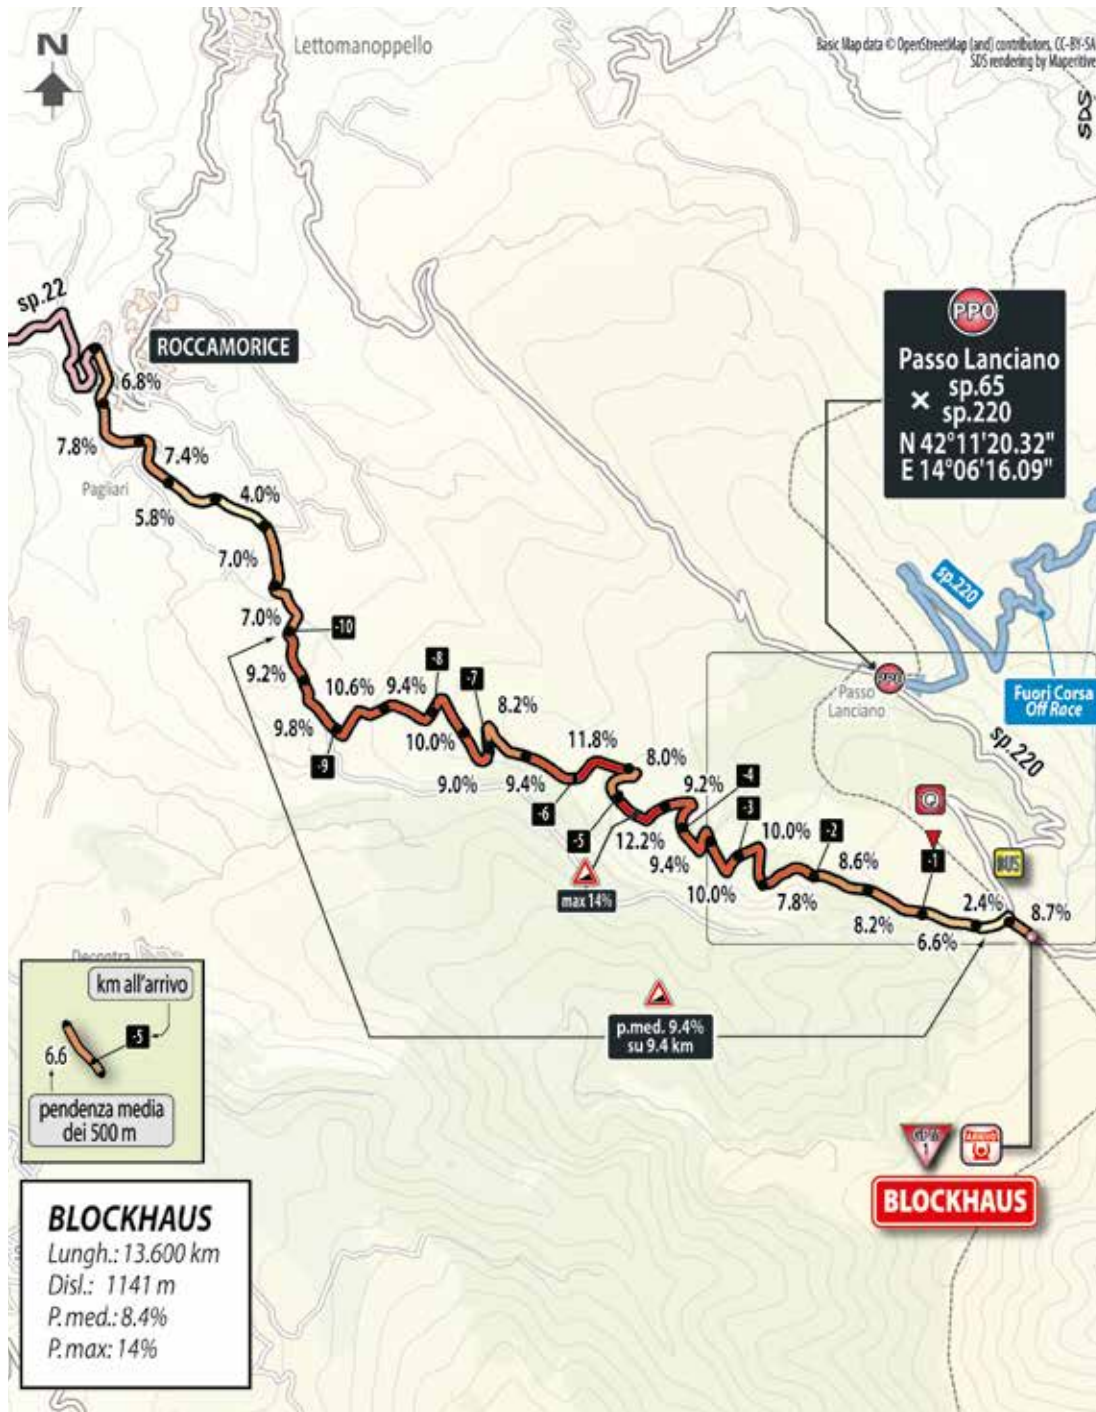 N
Lettomanoppello
Basic Map data © OpenStreetMap (and) contributors, CC-BY-SA
SDS rendering by Maperitive
SDS
sp.22
ROCCAMORICE
PPO
Passo Lanciano
× sp.65
sp.220
N 42°11'20.32"
E 14°06'16.09"
6.8%
7.8%
7.4%
Pagliari
4.0%
5.8%
7.0%
sp.220
7.0%
-10
9.2%
10.6%
9.4%
-8
-7
8.2%
PPO
Passo
Lanciano
Fuori Corsa
Off Race
9.8%
-9
10.0%
9.0%
9.4%
11.8%
8.0%
sp.220
-6
9.2%
-4
-5
12.2%
-3
10.0%
-2
9.4%
max 14%
10.0%
7.8%
8.6%
-1
BUS
8.2%
6.6%
2.4%
8.7%
Decontra
km all'arrivo
-5
6.6
pendenza media
dei 500 m
p.med. 9.4%
su 9.4 km
1
ARRIVO
BLOCKHAUS
BLOCKHAUS
Lungh.: 13.600 km
Disl.: 1141 m
P.med.: 8.4%
P.max: 14%